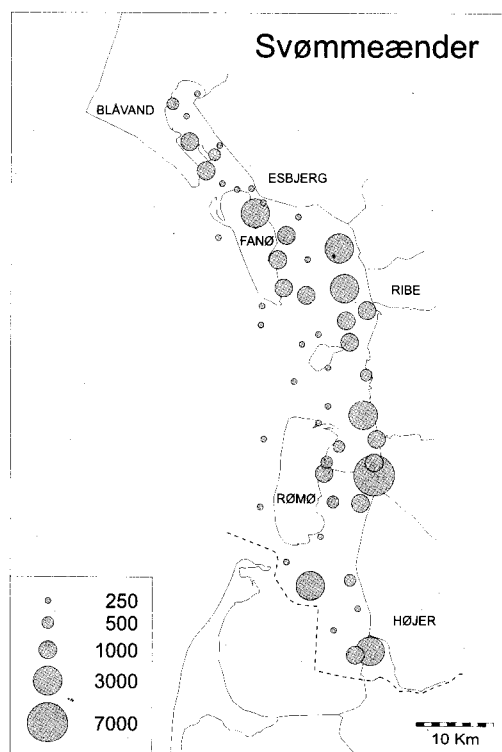 Svømmeænder
BLÅVAND
ESBJERG
FANØ
RIBE
RØMØ
HØJER
250
500
1000
3000
7000
10 Km